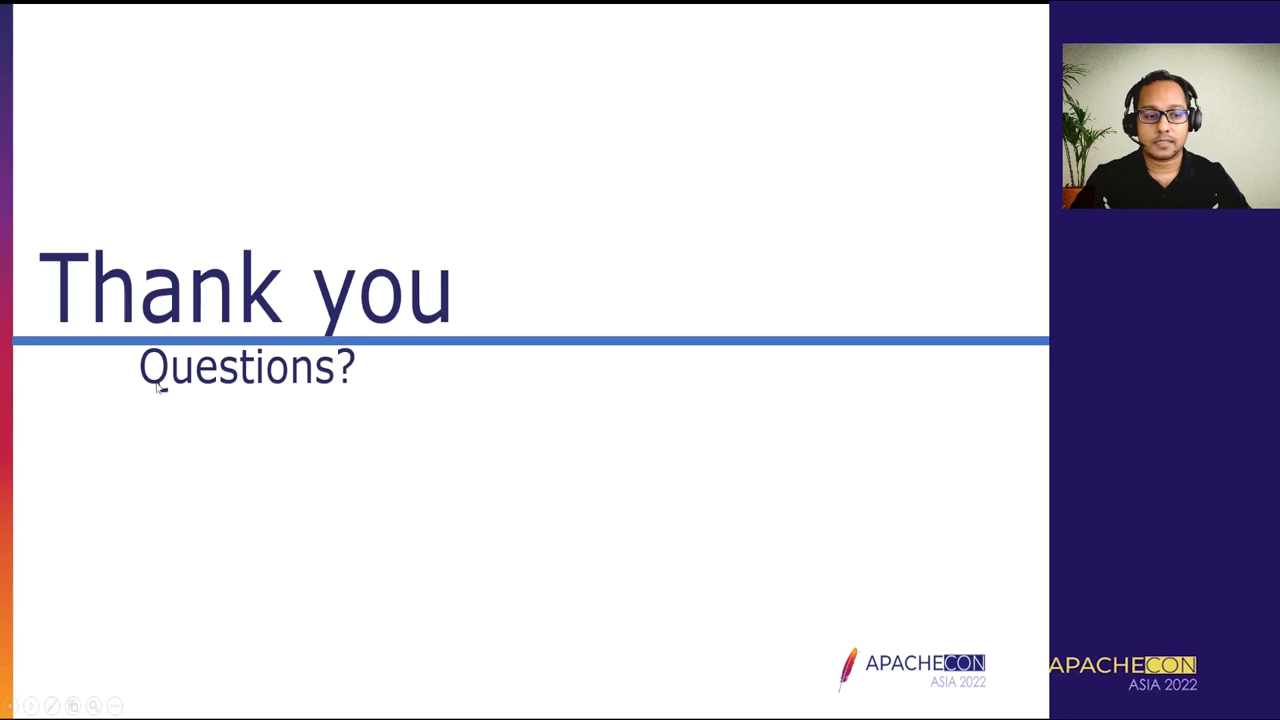 Thank you
Questions?
APACHECON
ASIA 2022
APACHECON
ASIA 2022